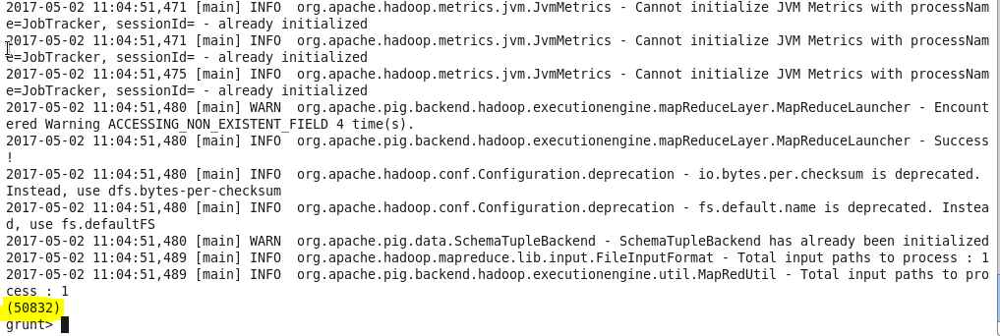 2017-05-02 11:04:51,471 [main] INFO  org.apache.hadoop.metrics.jvm.JvmMetrics - Cannot initialize JVM Metrics with processNam
e=JobTracker, sessionId= - already initialized
2017-05-02 11:04:51,471 [main] INFO  org.apache.hadoop.metrics.jvm.JvmMetrics - Cannot initialize JVM Metrics with processNam
e=JobTracker, sessionId= - already initialized
2017-05-02 11:04:51,475 [main] INFO  org.apache.hadoop.metrics.jvm.JvmMetrics - Cannot initialize JVM Metrics with processNam
e=JobTracker, sessionId= - already initialized
2017-05-02 11:04:51,480 [main] WARN  org.apache.pig.backend.hadoop.executionengine.mapReduceLayer.MapReduceLauncher - Encount
ered Warning ACCESSING_NON_EXISTENT_FIELD 4 time(s).
2017-05-02 11:04:51,480 [main] INFO  org.apache.pig.backend.hadoop.executionengine.mapReduceLayer.MapReduceLauncher - Success
!
2017-05-02 11:04:51,480 [main] INFO  org.apache.hadoop.conf.Configuration.deprecation - io.bytes.per.checksum is deprecated.
Instead, use dfs.bytes-per-checksum
2017-05-02 11:04:51,480 [main] INFO  org.apache.hadoop.conf.Configuration.deprecation - fs.default.name is deprecated. Instea
d, use fs.defaultFS
2017-05-02 11:04:51,480 [main] WARN  org.apache.pig.data.SchemaTupleBackend - SchemaTupleBackend has already been initialized
2017-05-02 11:04:51,489 [main] INFO  org.apache.hadoop.mapreduce.lib.input.FileInputFormat - Total input paths to process : 1
2017-05-02 11:04:51,489 [main] INFO  org.apache.pig.backend.hadoop.executionengine.util.MapRedUtil - Total input paths to pro
cess : 1
(50832)
grunt>